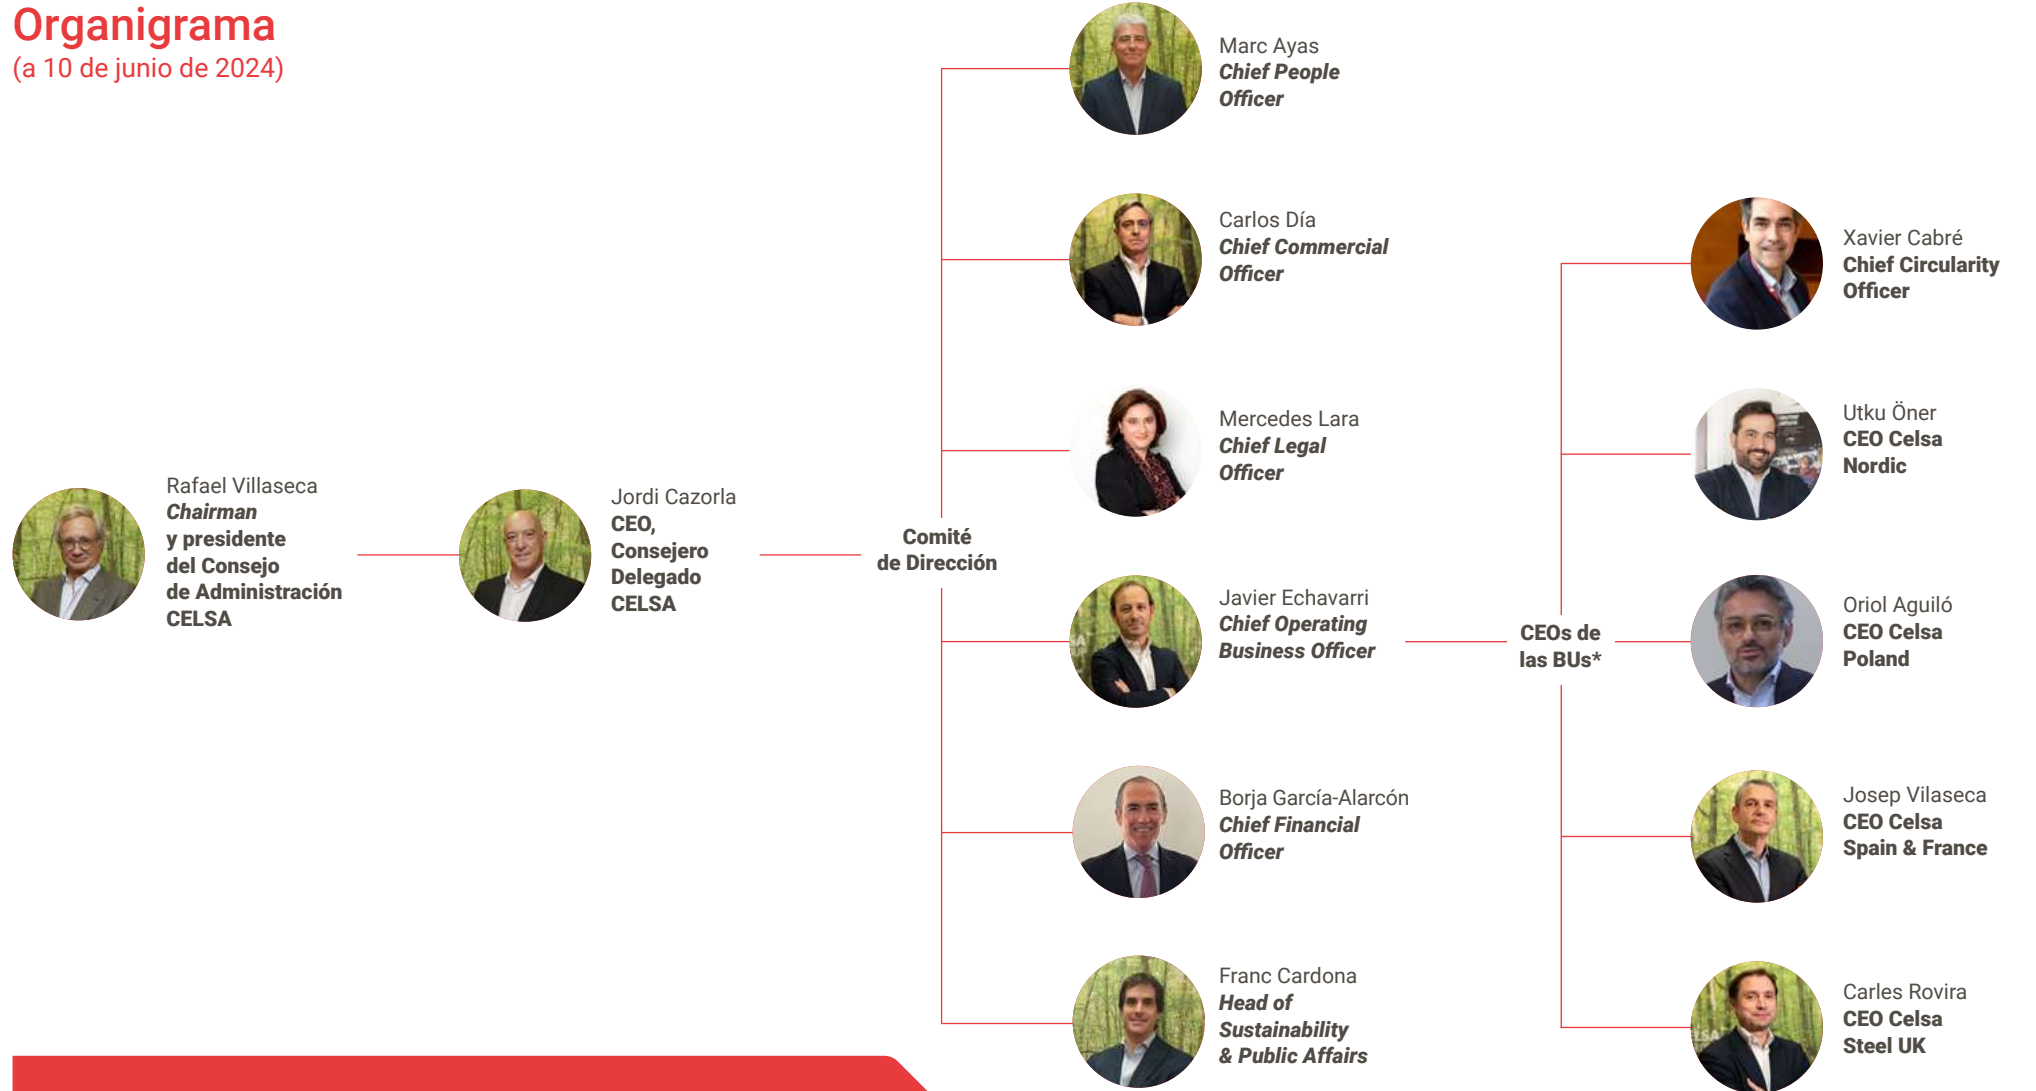 Organigrama
(a 10 de junio de 2024)
Rafael Villaseca
Chairman
y presidente
del Consejo
de Administración
CELSA
Jordi Cazorla
CEO,
Consejero
Delegado
CELSA
Comité
de Dirección
Marc Ayas
Chief People
Officer
Carlos Día
Chief Commercial
Officer
Mercedes Lara
Chief Legal
Officer
Javier Echavarri
Chief Operating
Business Officer
Borja García-Alarcón
Chief Financial
Officer
Franc Cardona
Head of
Sustainability
& Public Affairs
CEOs de
las BUs*
Xavier Cabré
Chief Circularity
Officer
Utku Öner
CEO Celsa
Nordic
Oriol Aguiló
CEO Celsa
Poland
Josep Vilaseca
CEO Celsa
Spain & France
Carles Rovira
CEO Celsa
Steel UK